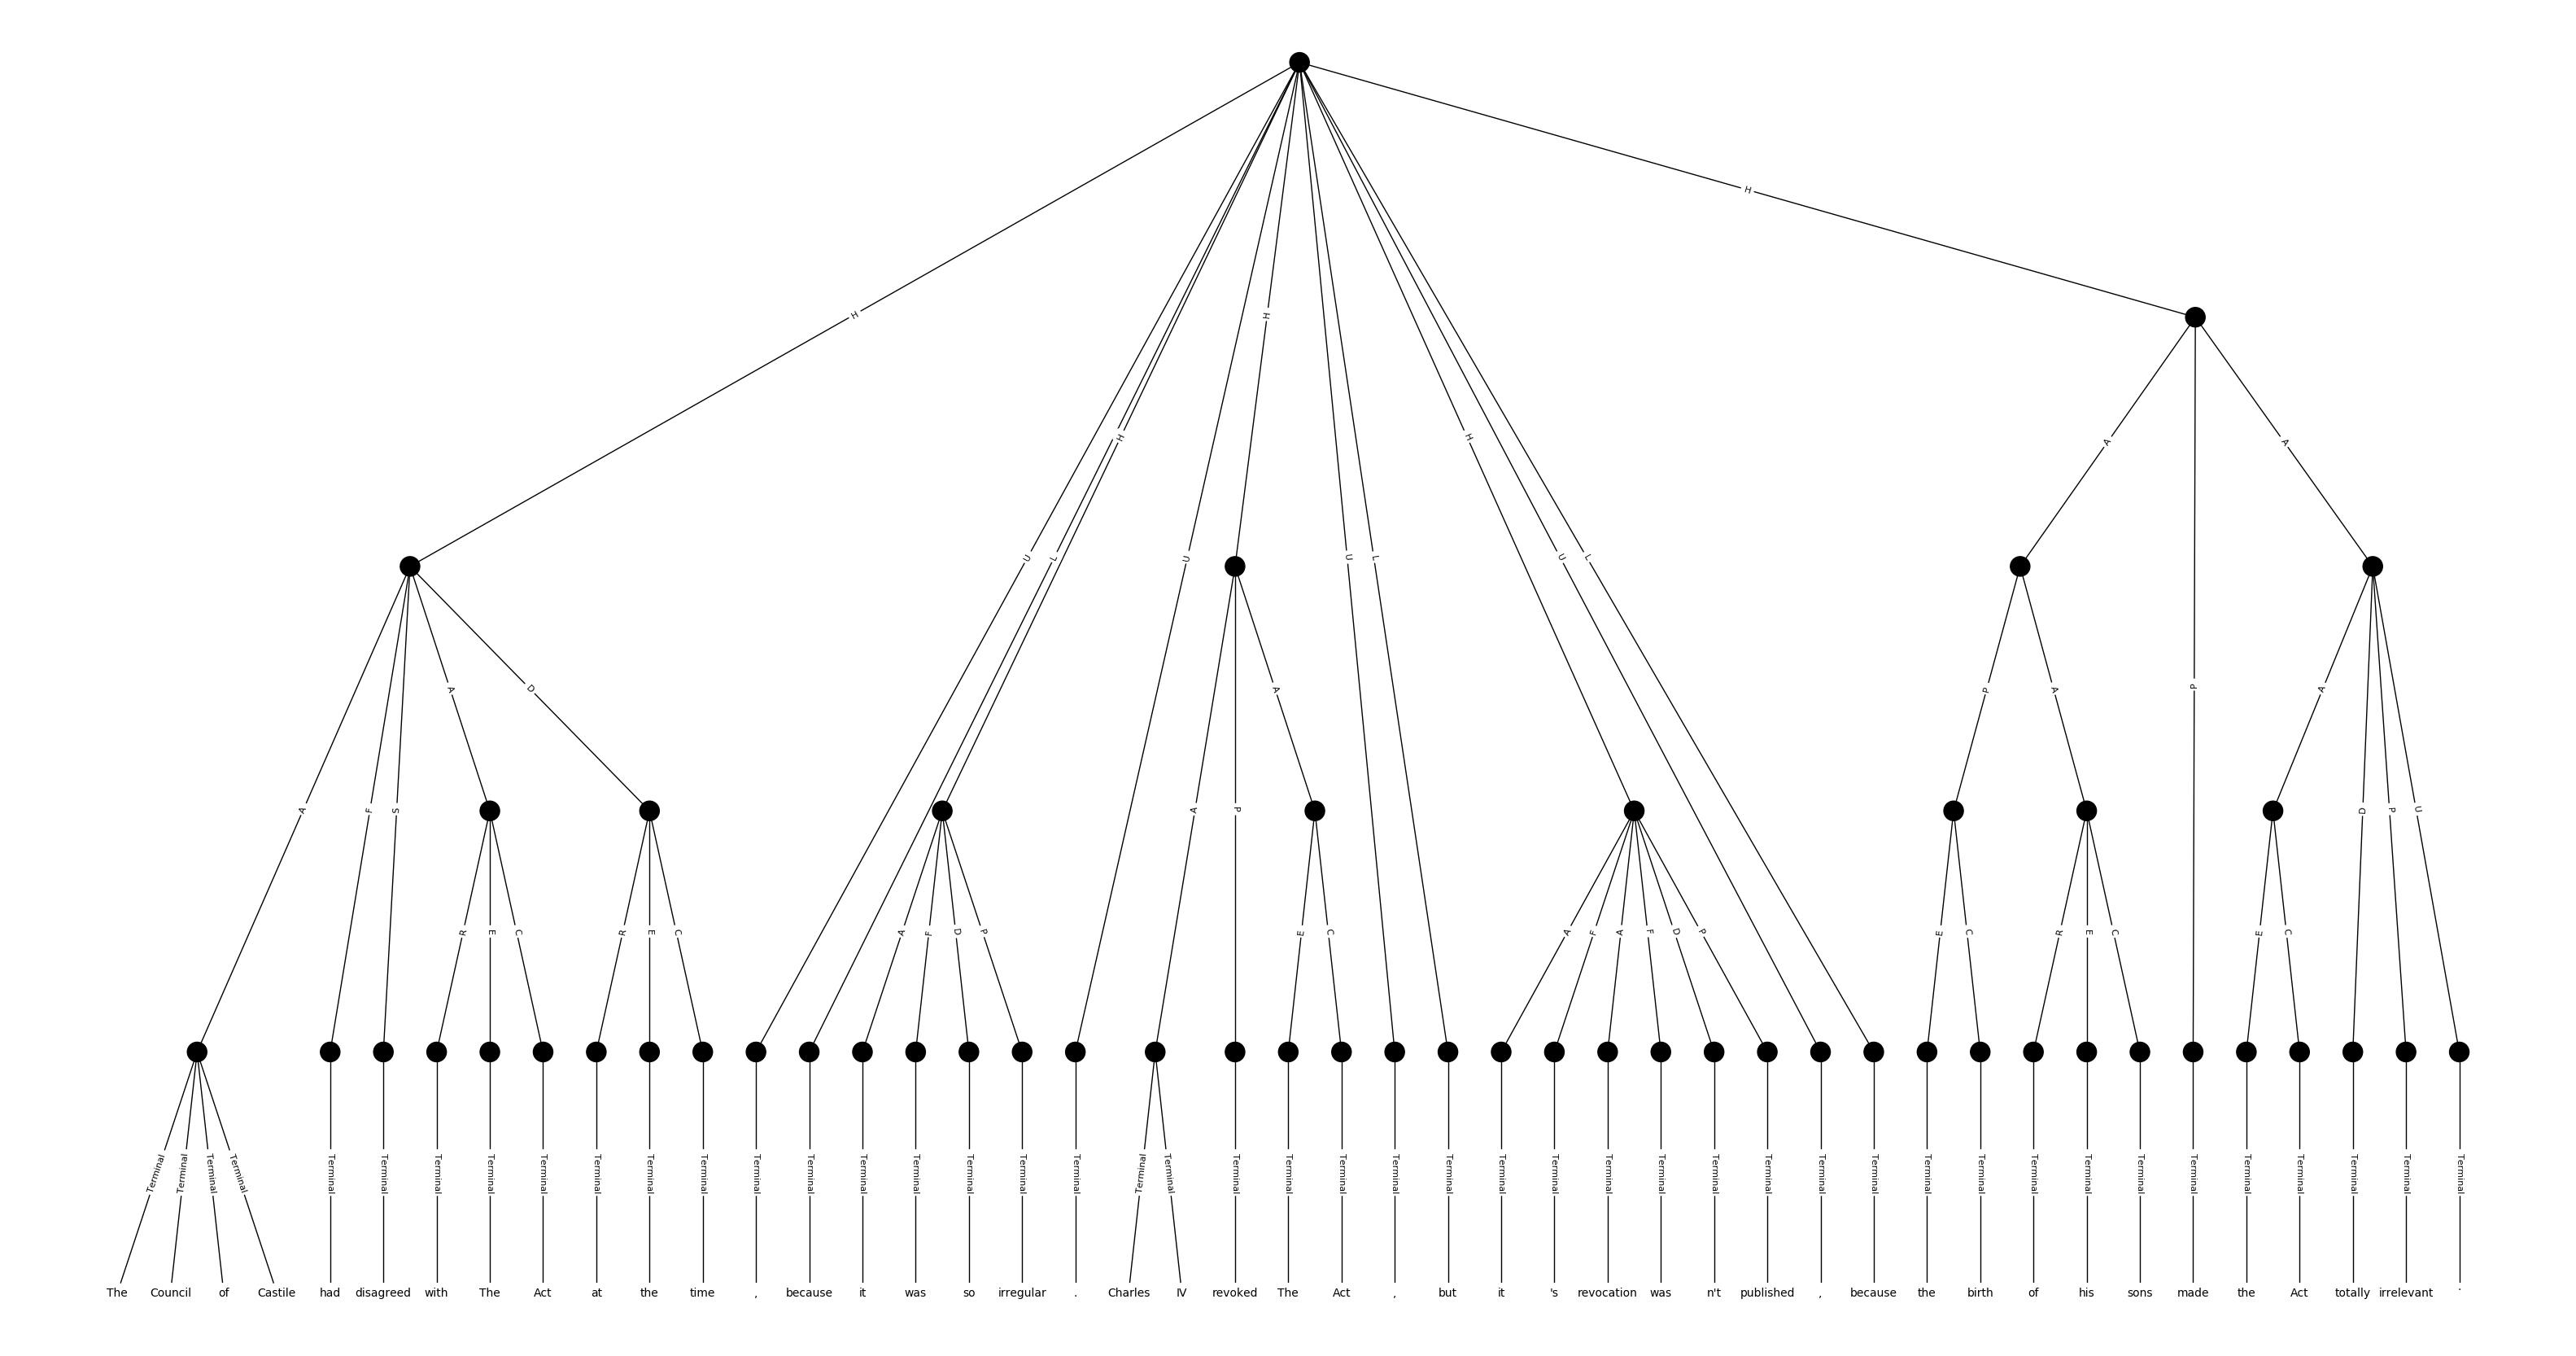 H
H
H
U L H U H U L H U L
A A
A F S A D
A P A
P A P A D P U
R E C R E C A F D P E C A F A F D P E C R E C E C
Terminal Terminal Terminal Terminal Terminal Terminal Terminal Terminal Terminal Terminal Terminal Terminal Terminal Terminal Terminal Terminal Terminal Terminal Terminal Terminal Terminal Terminal Terminal Terminal Terminal Terminal Terminal Terminal Terminal Terminal Terminal Terminal Terminal Terminal Terminal Terminal Terminal Terminal Terminal Terminal Terminal Terminal Terminal Terminal Terminal
The Council of Castile had disagreed with The Act at the time , because it was so irregular . Charles IV revoked The Act , but it 's revocation was n't published , because the birth of his sons made the Act totally irrelevant .